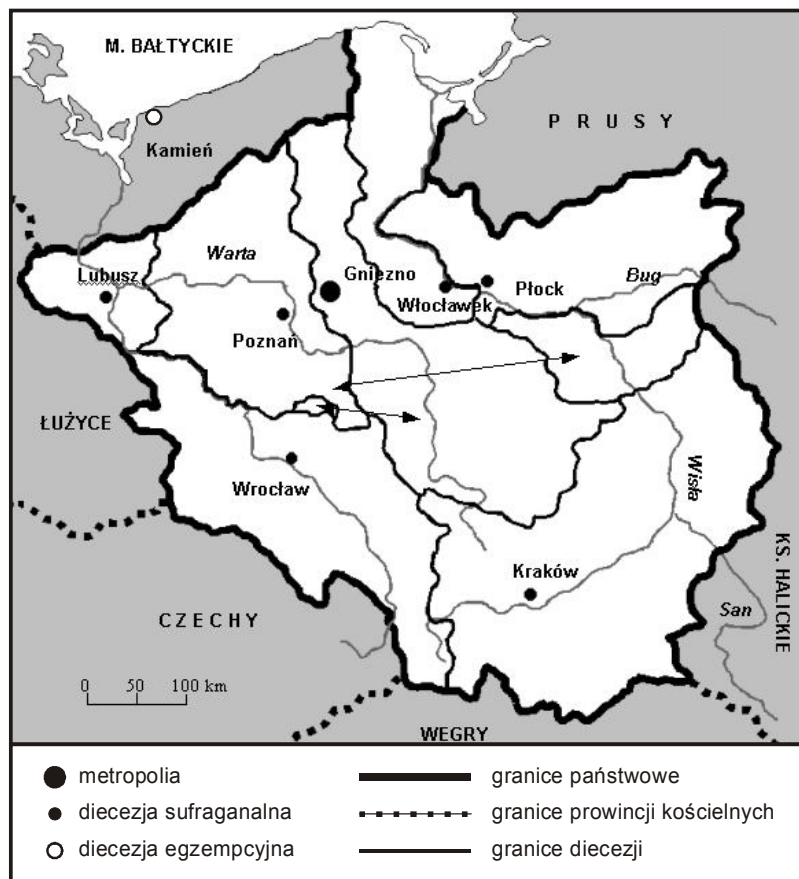 M. BAŁTYCKIE
PRUSY
Kamień
Warta
Gniezno
Bug
Lubusz
Włocławek
Płock
Poznań
ŁUŻYCE
Wrocław
Wisła
KS. HALICKIE
Kraków
CZECHY
San
0 50 100 km
WEGRY
metropolia
granice państwowe
diecezja sufraganalna
granice prowincji kościelnych
diecezja egzempcyjna
granice diecezji